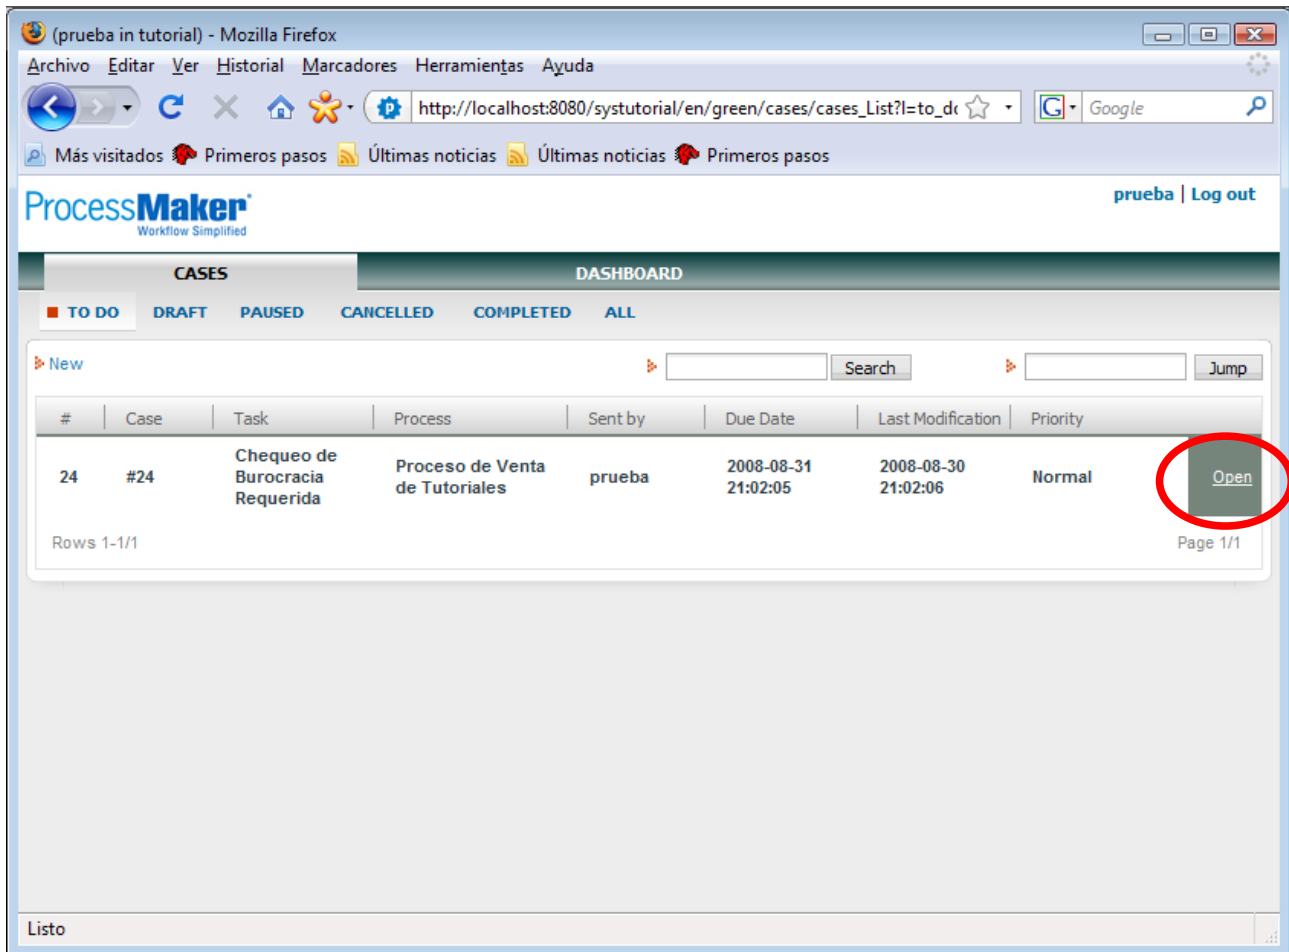 (prueba in tutorial) - Mozilla Firefox
Archivo Editar Ver Historial Marcadores Herramientas Ayuda
http://localhost:8080/systutorial/en/green/cases/cases_List?l=to_do
G Google
Más visitados Primeros pasos Últimas noticias Últimas noticias Primeros pasos
ProcessMaker
Workflow Simplified
prueba | Log out
CASES DASHBOARD
TO DO DRAFT PAUSED CANCELLED COMPLETED ALL
New Search Jump
# Case Task Process Sent by Due Date Last Modification Priority
24 #24 Chequeo de Burocracia Requerida Proceso de Venta de Tutoriales prueba 2008-08-31 21:02:05 2008-08-30 21:02:06 Normal Open
Rows 1-1/1 Page 1/1
Listo